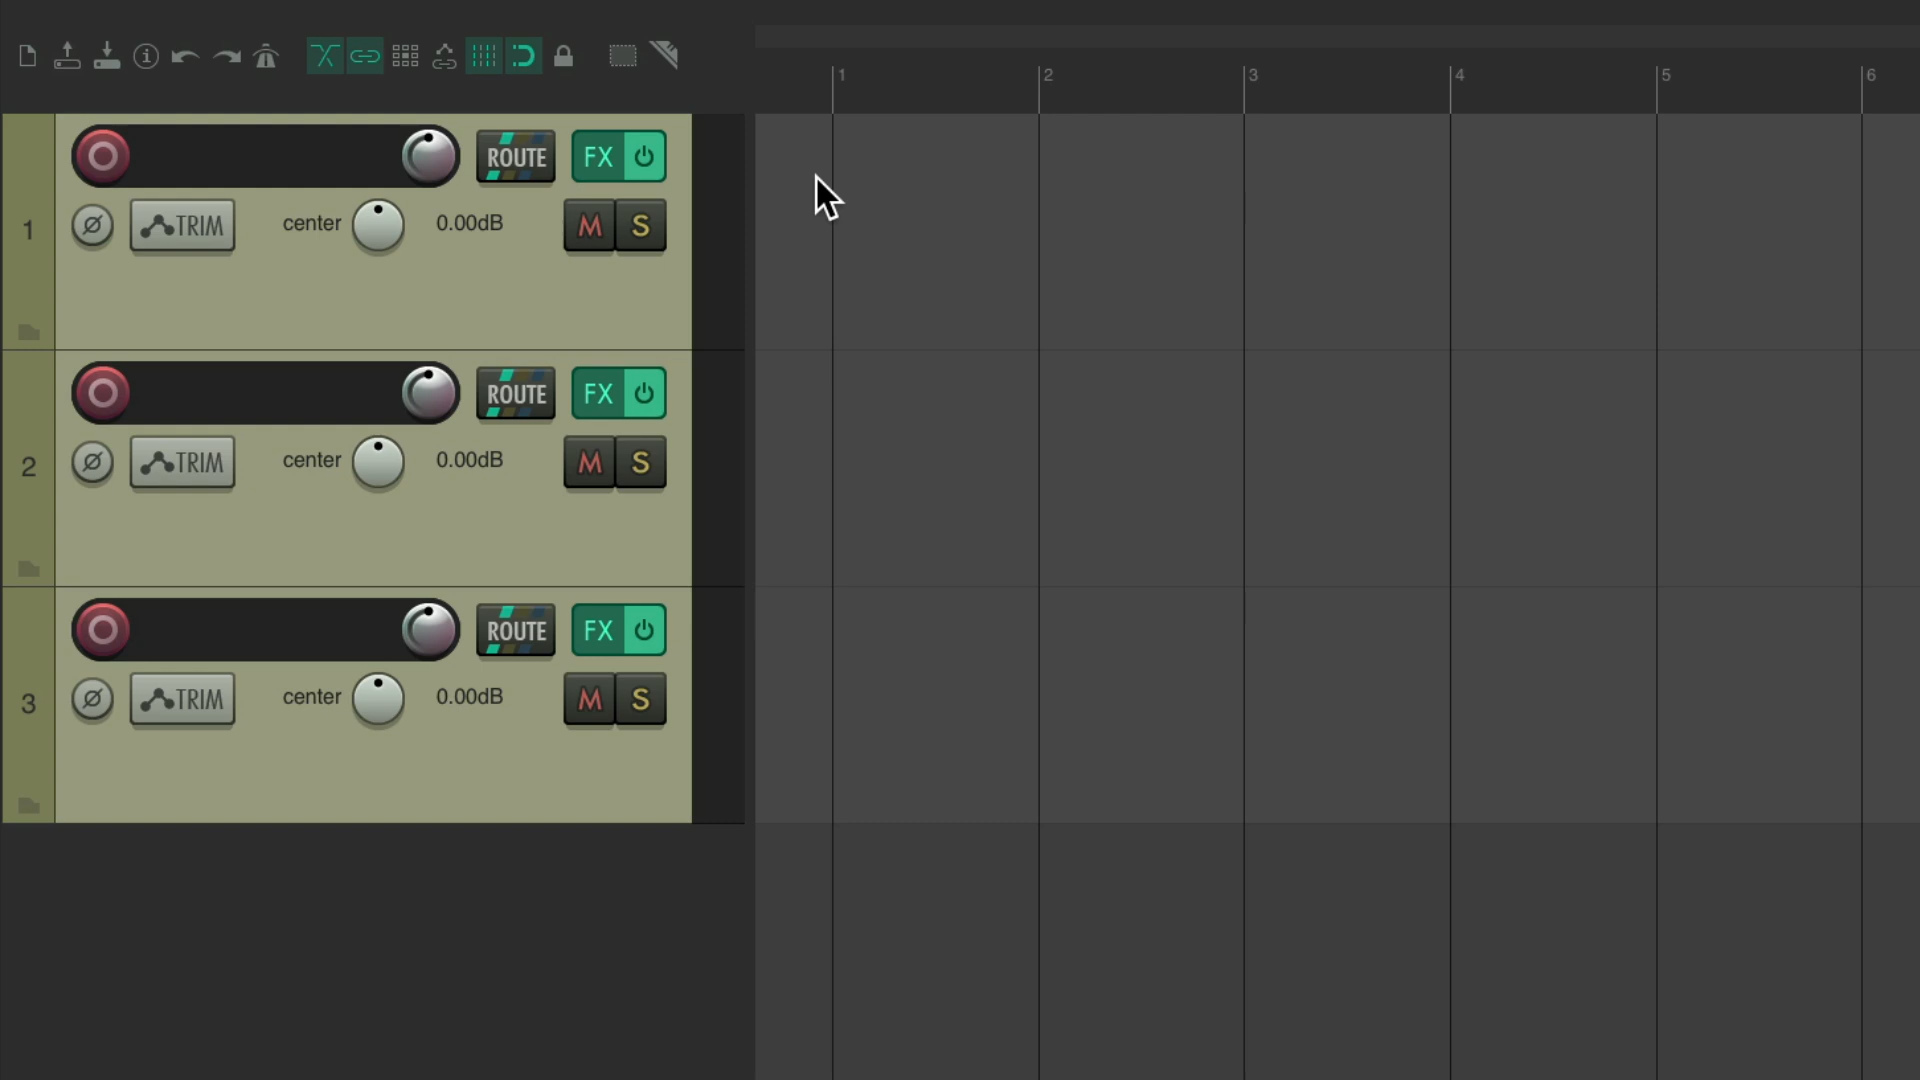 1 2 3 4 5 6
ROUTE FX
1 TRIM center 0.00dB M S
ROUTE FX
2 TRIM center 0.00dB M S
ROUTE FX
3 TRIM center 0.00dB M S